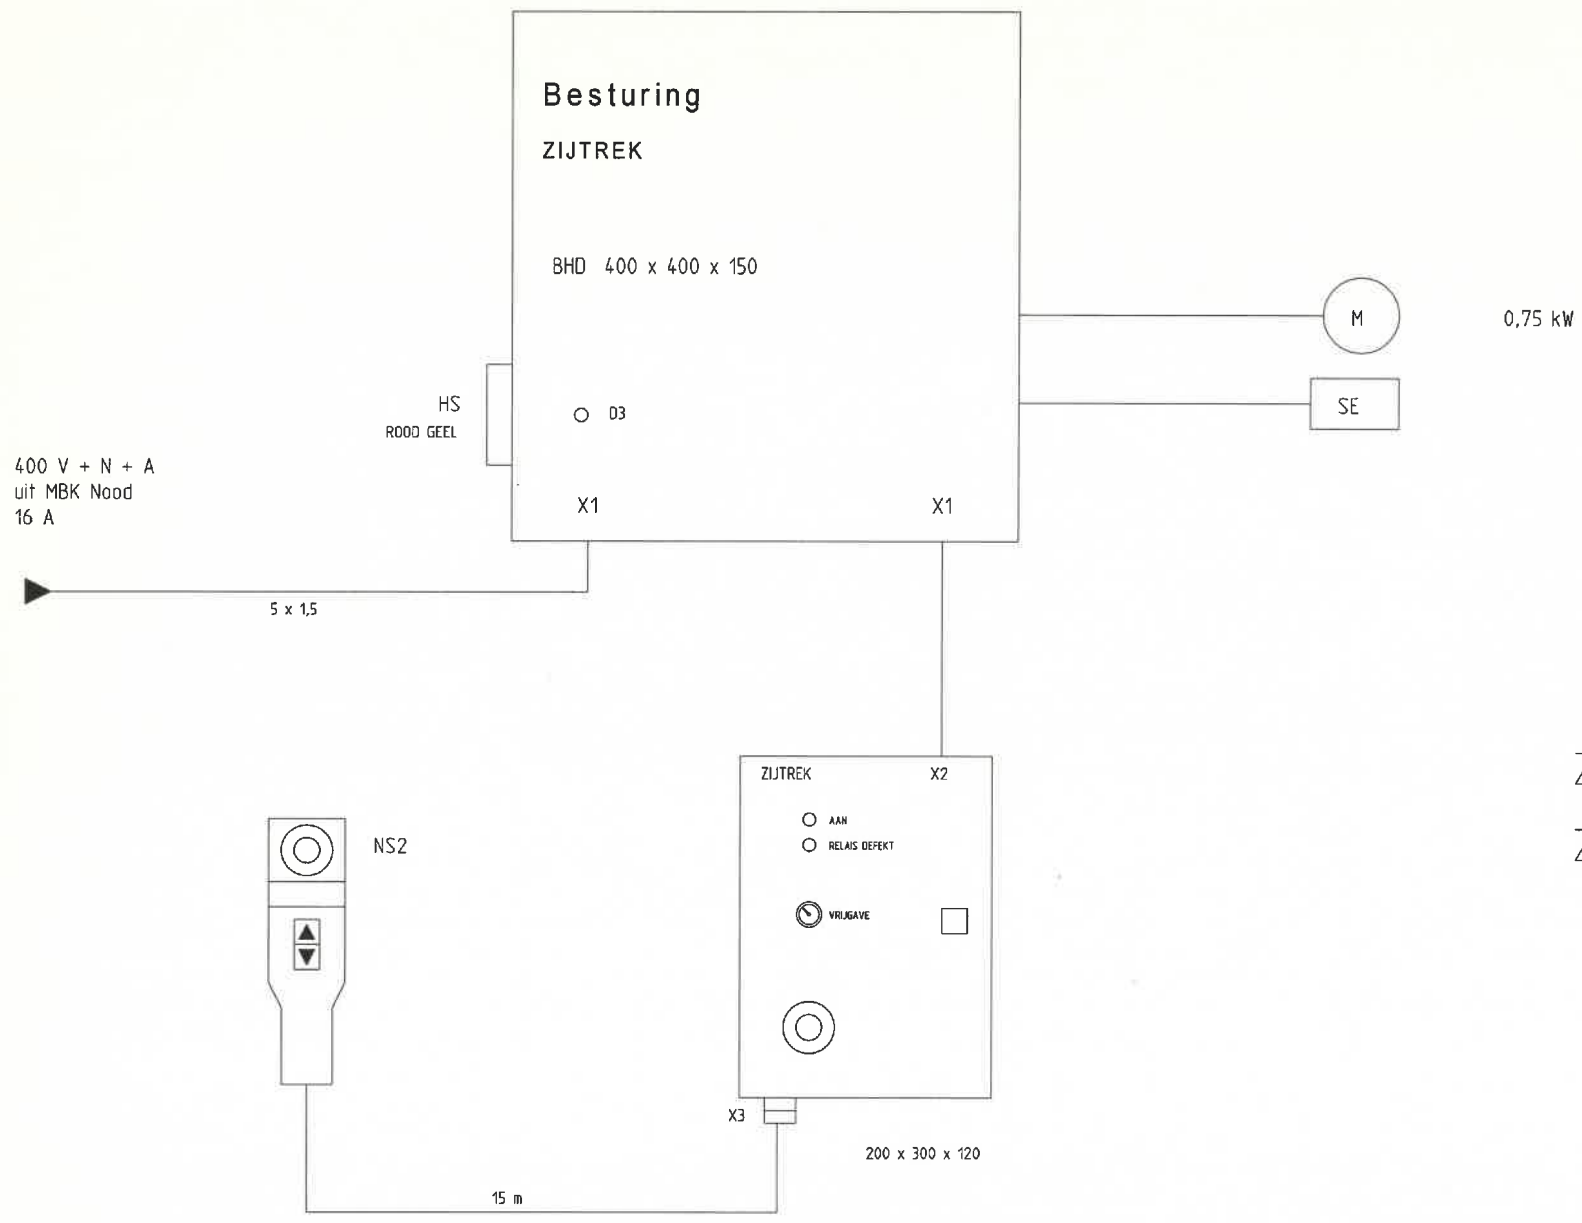 Besturing
ZIJTREK
BHD 400 x 400 x 150
M
0,75 kW
HS
ROOD GEEL
D3
SE
400 V + N + A
uit MBK Nood
16 A
X1
X1
5 x 1,5
ZIJTREK
X2
AAN
RELAIS DEFEKT
NS2
VRIJGAVE
X3
200 x 300 x 120
15 m